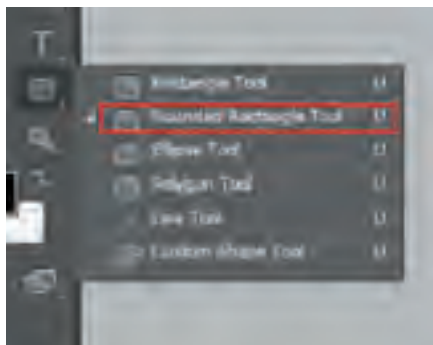 T
Rectangle Tool U
Rounded Rectangle Tool U
Ellipse Tool U
Polygon Tool U
Line Tool U
Custom Shape Tool U